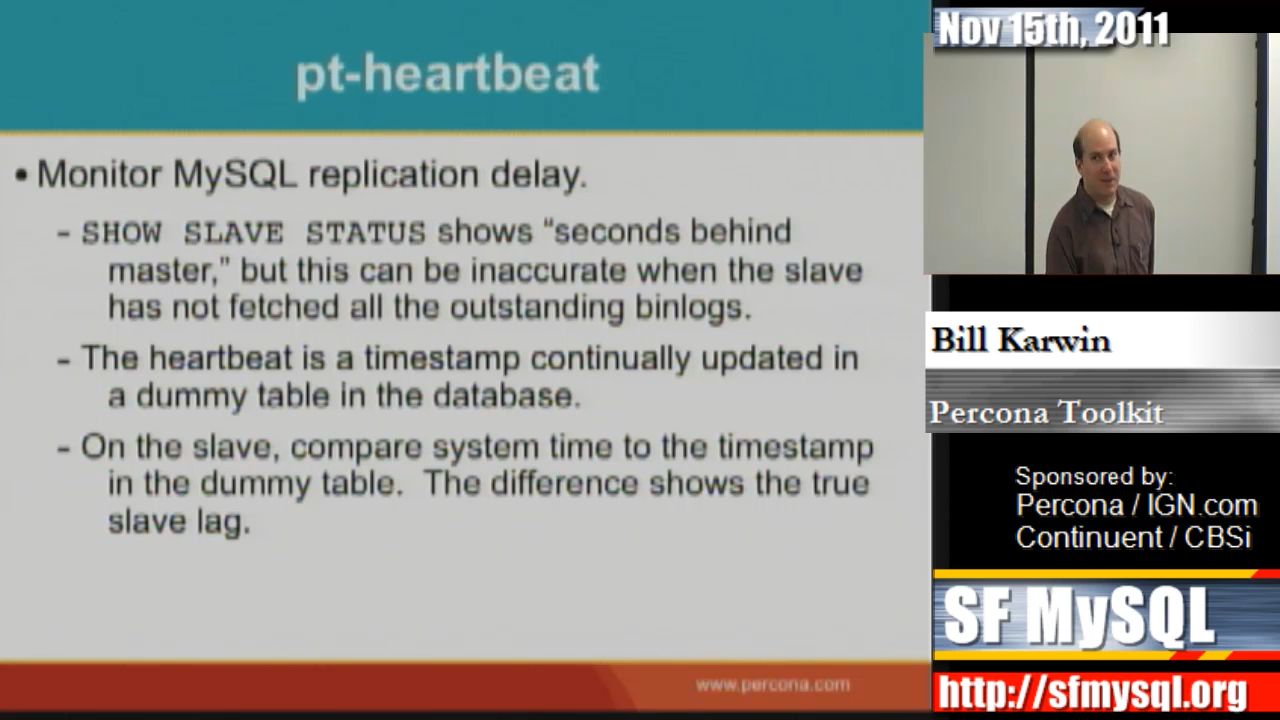 pt-heartbeat
• Monitor MySQL replication delay.
– SHOW SLAVE STATUS shows “seconds behind
master,” but this can be inaccurate when the slave
has not fetched all the outstanding binlogs.
– The heartbeat is a timestamp continually updated in
a dummy table in the database.
– On the slave, compare system time to the timestamp
in the dummy table. The difference shows the true
slave lag.
www.percona.com
Nov 15th, 2011
Bill Karwin
Percona Toolkit
Sponsored by:
Percona / IGN.com
Continuent / CBSi
SF MySQL
http://sfmysql.org